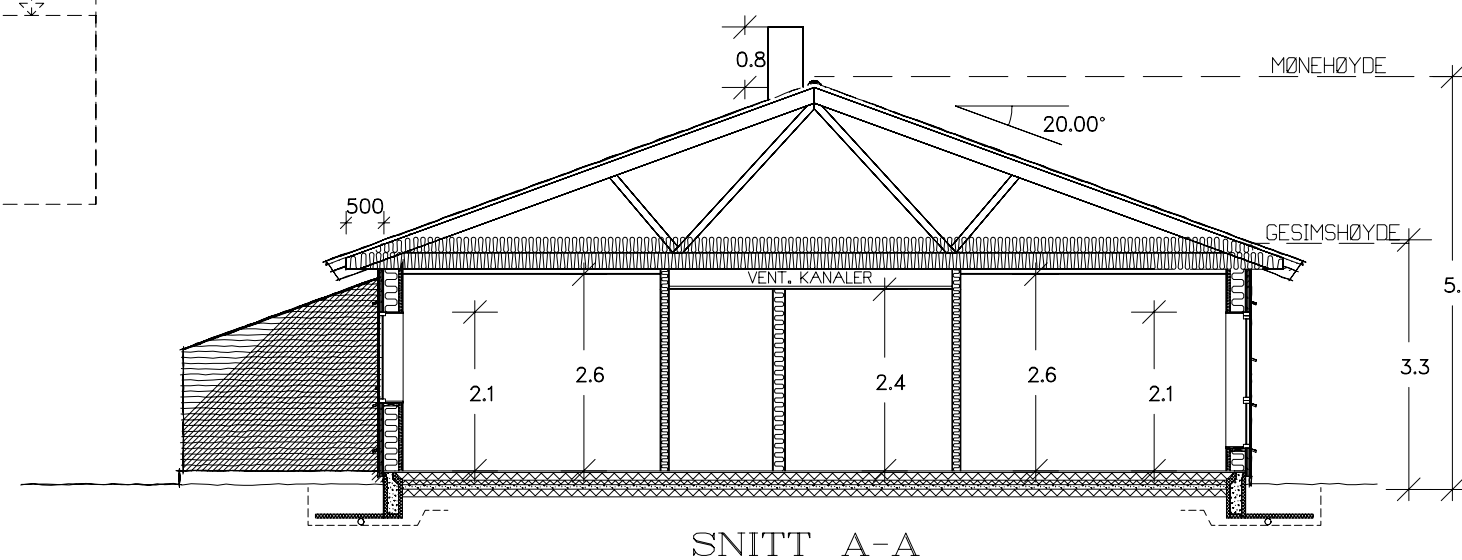 0.8
MØNEHØYDE
20.00°
500
GESIMSHØYDE
VENT. KANALER
5.
3.3
2.1
2.6
2.4
2.6
2.1
SNITT A-A